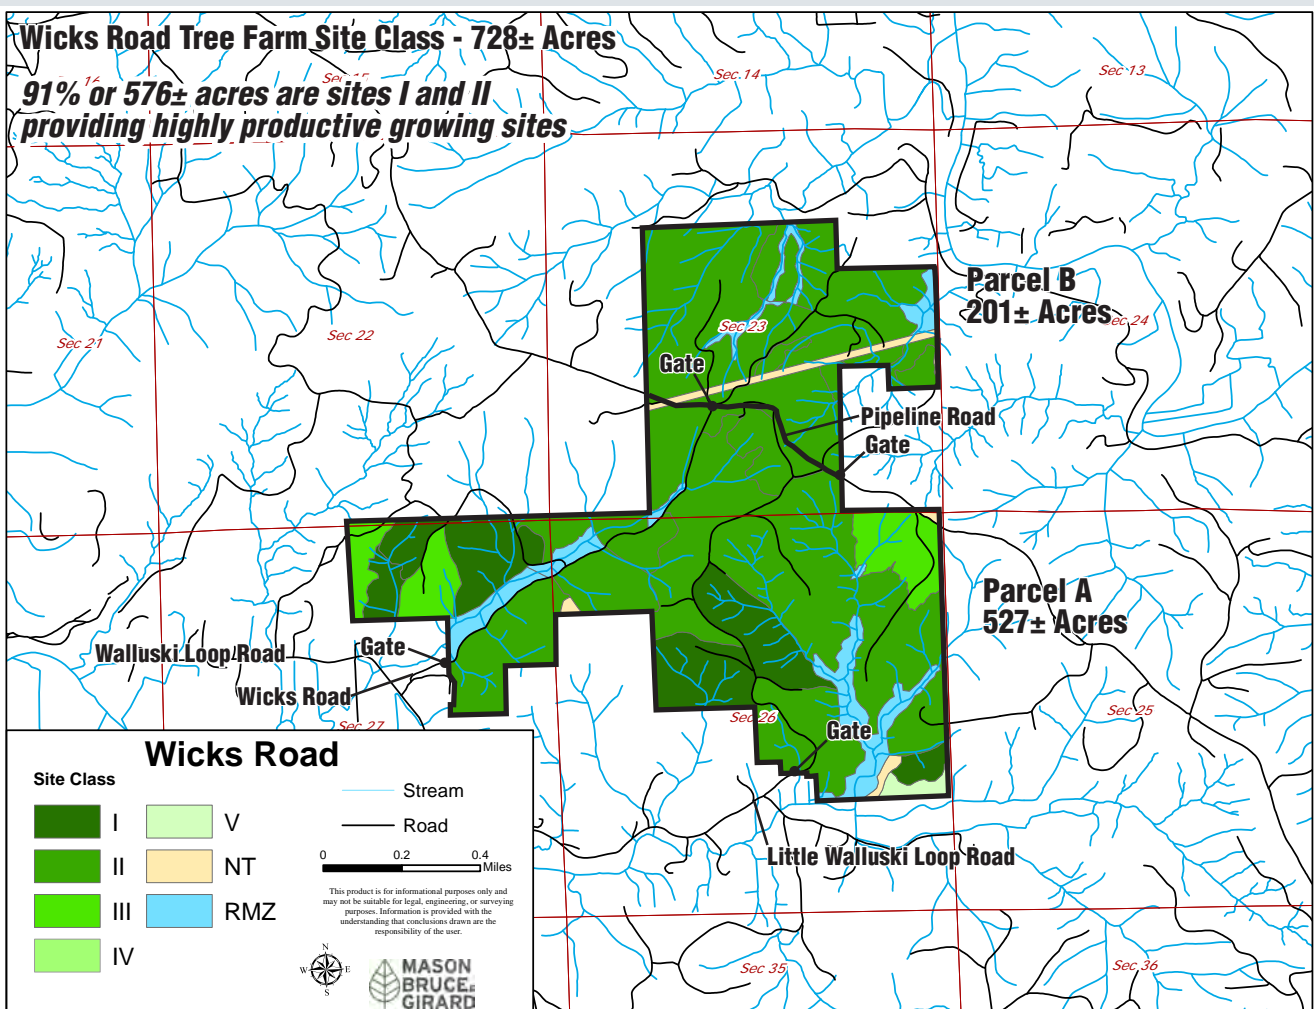 Wicks Road Tree Farm Site Class - 728± Acres
91% or 576± acres are sites I and II
providing highly productive growing sites
Sec 14
Sec 13
Sec 21
Sec 22
Sec 23
Sec 24
Parcel B
201± Acres
Gate
Pipeline Road
Gate
Parcel A
527± Acres
Walluski Loop Road
Gate
Wicks Road
Sec 27
Sec 26
Sec 25
Gate
Little Walluski Loop Road
Sec 35
Sec 36
Wicks Road
Site Class
I
II
III
IV
V
NT
RMZ
Stream
Road
0 0.2 0.4
Miles
This product is for informational purposes only and
may not be suitable for legal, engineering, or surveying
purposes. Information is provided with the
understanding that conclusions drawn are the
responsibility of the user.
N
W E
S
MASON
BRUCE &
GIRARD